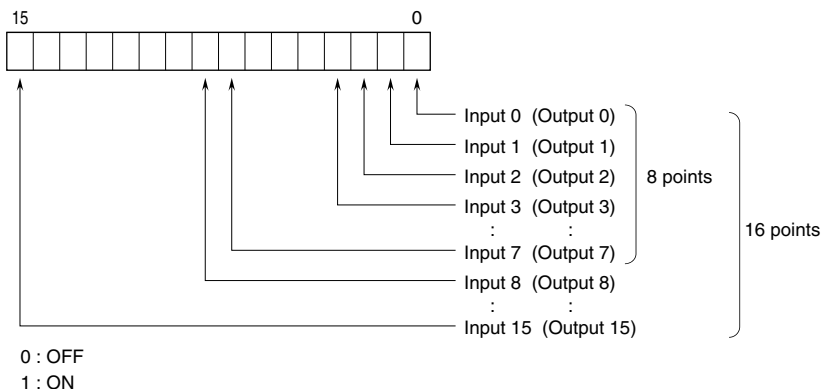 15 0
Input 0 (Output 0)
Input 1 (Output 1)
Input 2 (Output 2)
8 points
Input 3 (Output 3)
: :
16 points
Input 7 (Output 7)
Input 8 (Output 8)
: :
Input 15 (Output 15)
0 : OFF
1 : ON